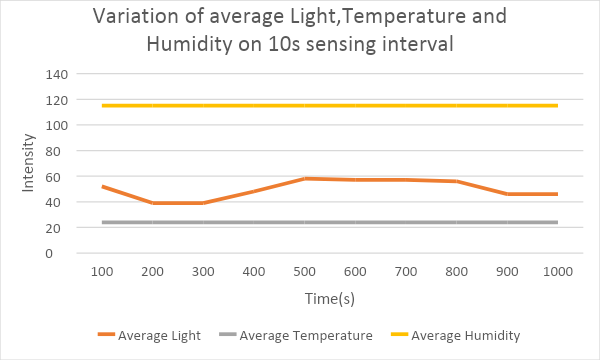 Variation of average Light,Temperature and
Humidity on 10s sensing interval
140
120
100
80
60
40
20
0
Intensity
100 200 300 400 500 600 700 800 900 1000
Time(s)
Average Light Average Temperature Average Humidity